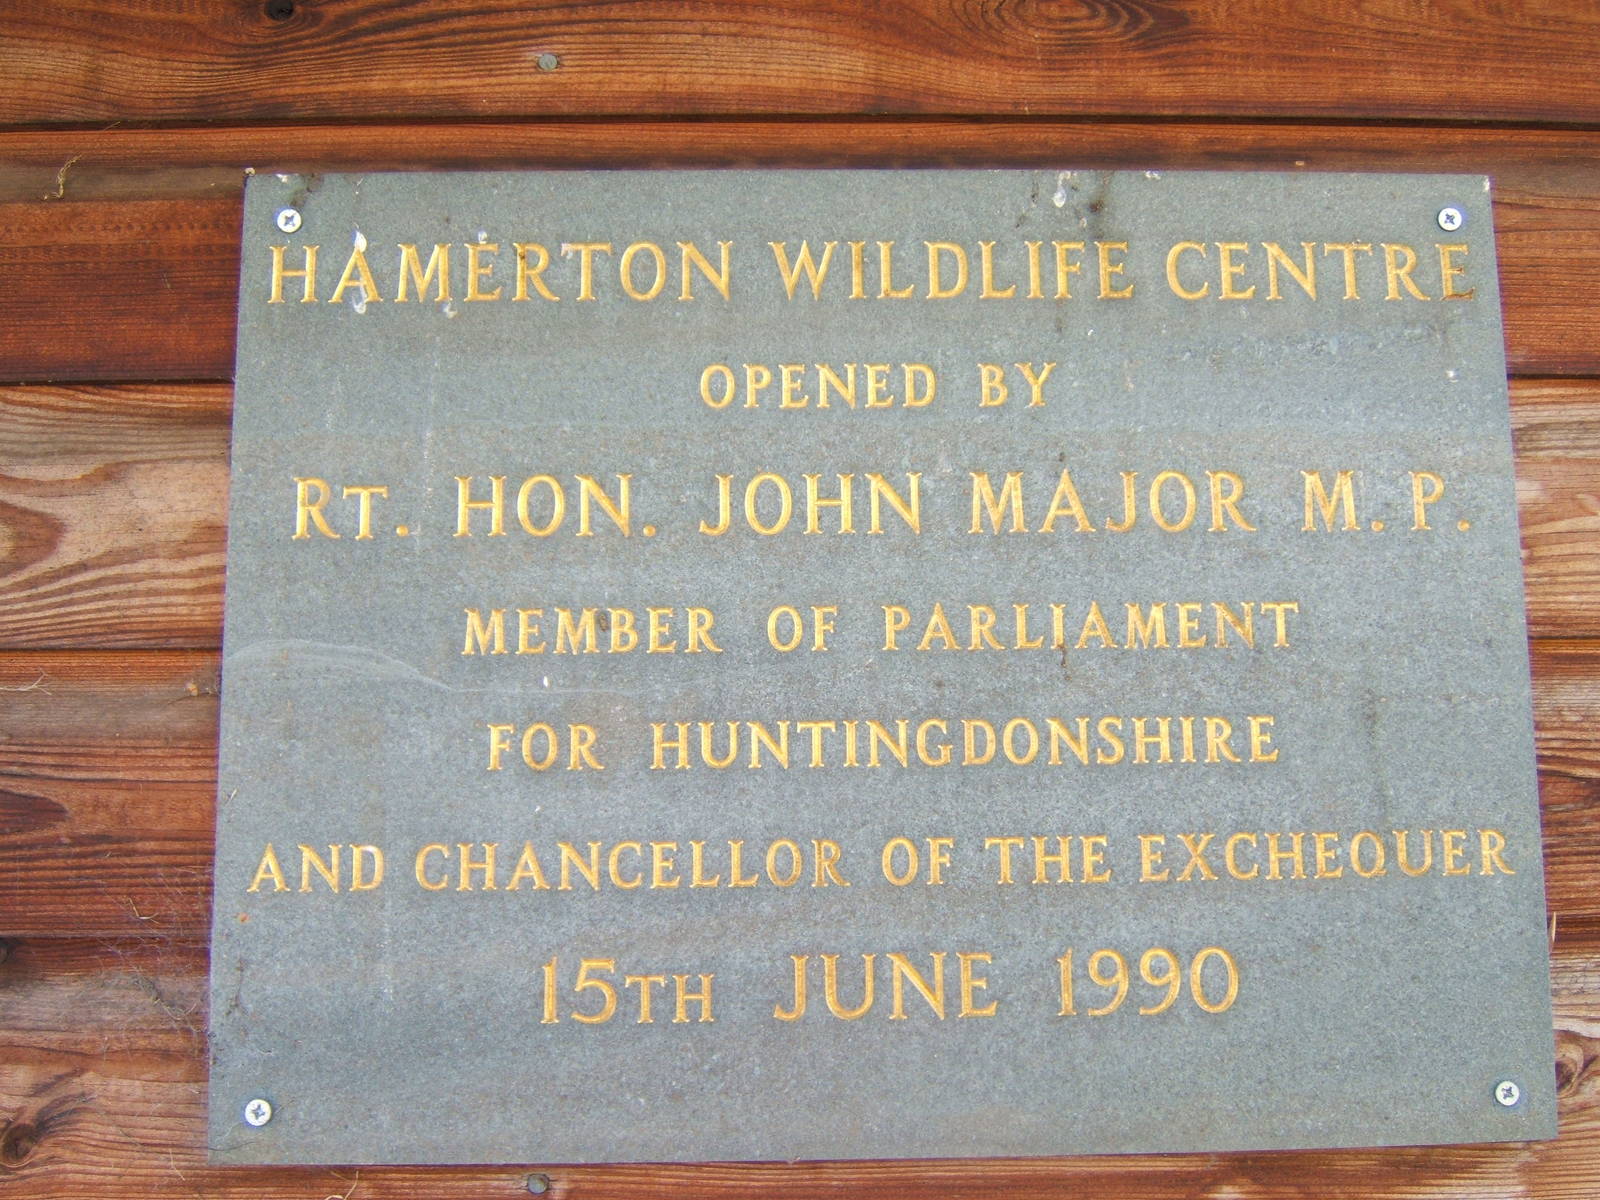 HAMERTON WILDLIFE CENTRE
OPENED BY
RT. HON. JOHN MAJOR M.P.
MEMBER OF PARLIAMENT
FOR HUNTINGDONSHIRE
AND CHANCELLOR OF THE EXCHEQUER
15TH JUNE 1990